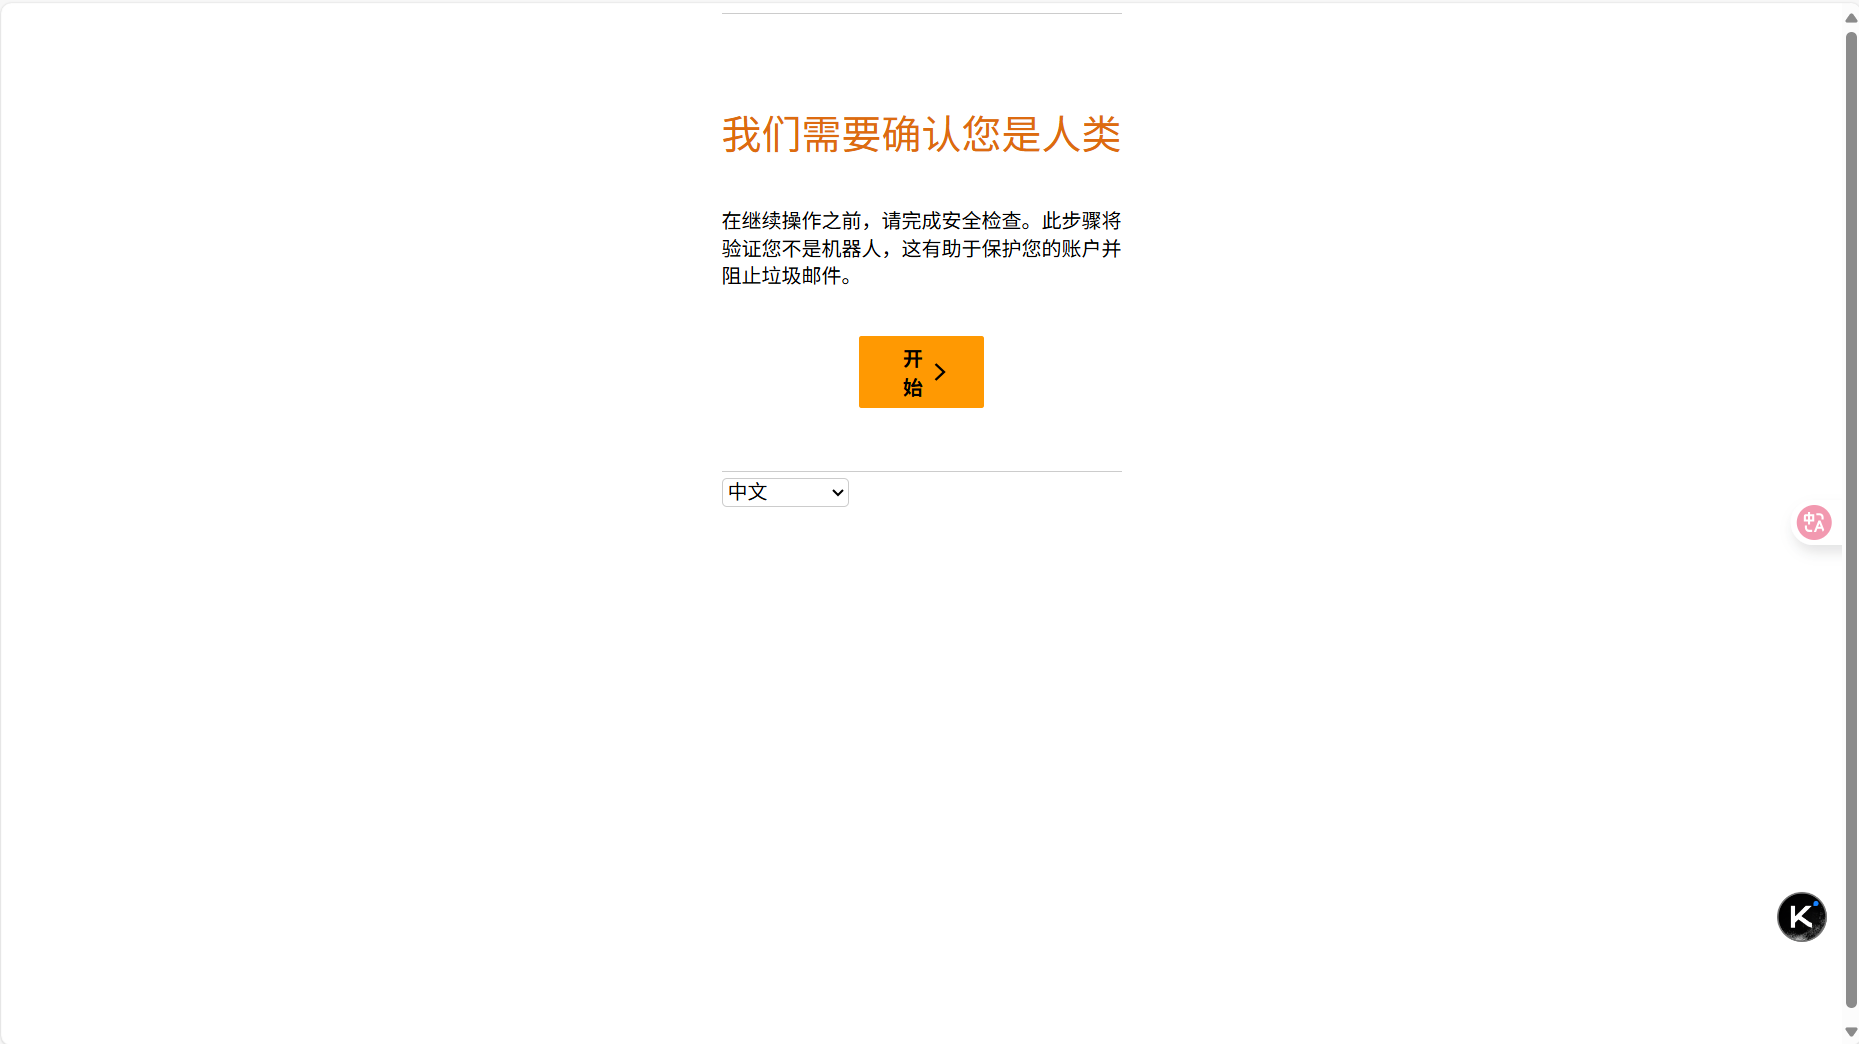 我们需要确认您是人类
在继续操作之前，请完成安全检查。此步骤将
验证您不是机器人，这有助于保护您的账户并
阻止垃圾邮件。
开
始
中文
中A
K